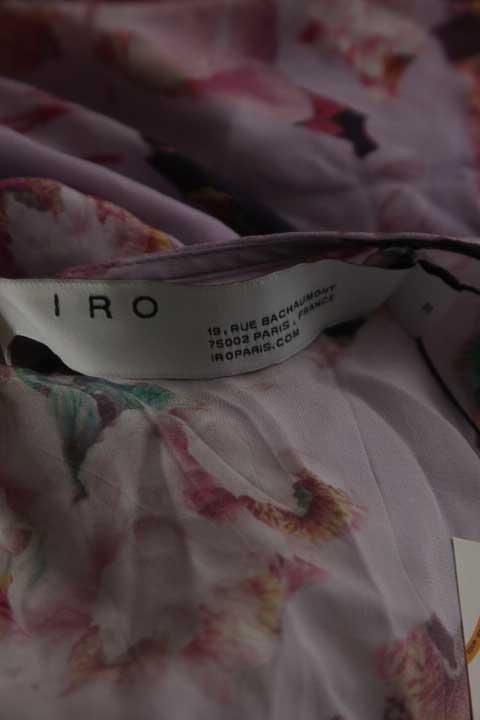 IRO
19, RUE BACHAUMONT
75002 PARIS, FRANCE
IROPARIS.COM